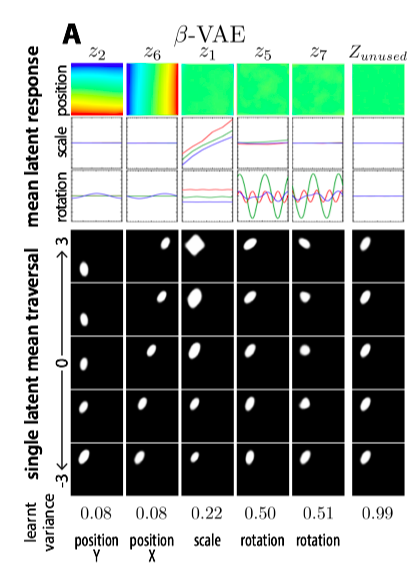 A
β-VAE
z2 z6 z1 z5 z7 Zunused
mean latent response
position
scale
rotation
single latent mean traversal
3
0
-3
learnt variance
0.08 0.08 0.22 0.50 0.51 0.99
position Y
position X
scale
rotation
rotation